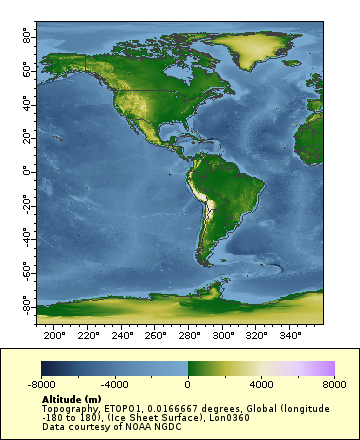 80°
60°
40°
20°
0°
-20°
-40°
-60°
-80°
200° 220° 240° 260° 280° 300° 320° 340°
-8000 -4000 0 4000 8000
Altitude (m)
Topography, ETOPO1, 0.0166667 degrees, Global (longitude
-180 to 180), (Ice Sheet Surface), Lon0360
Data courtesy of NOAA NGDC